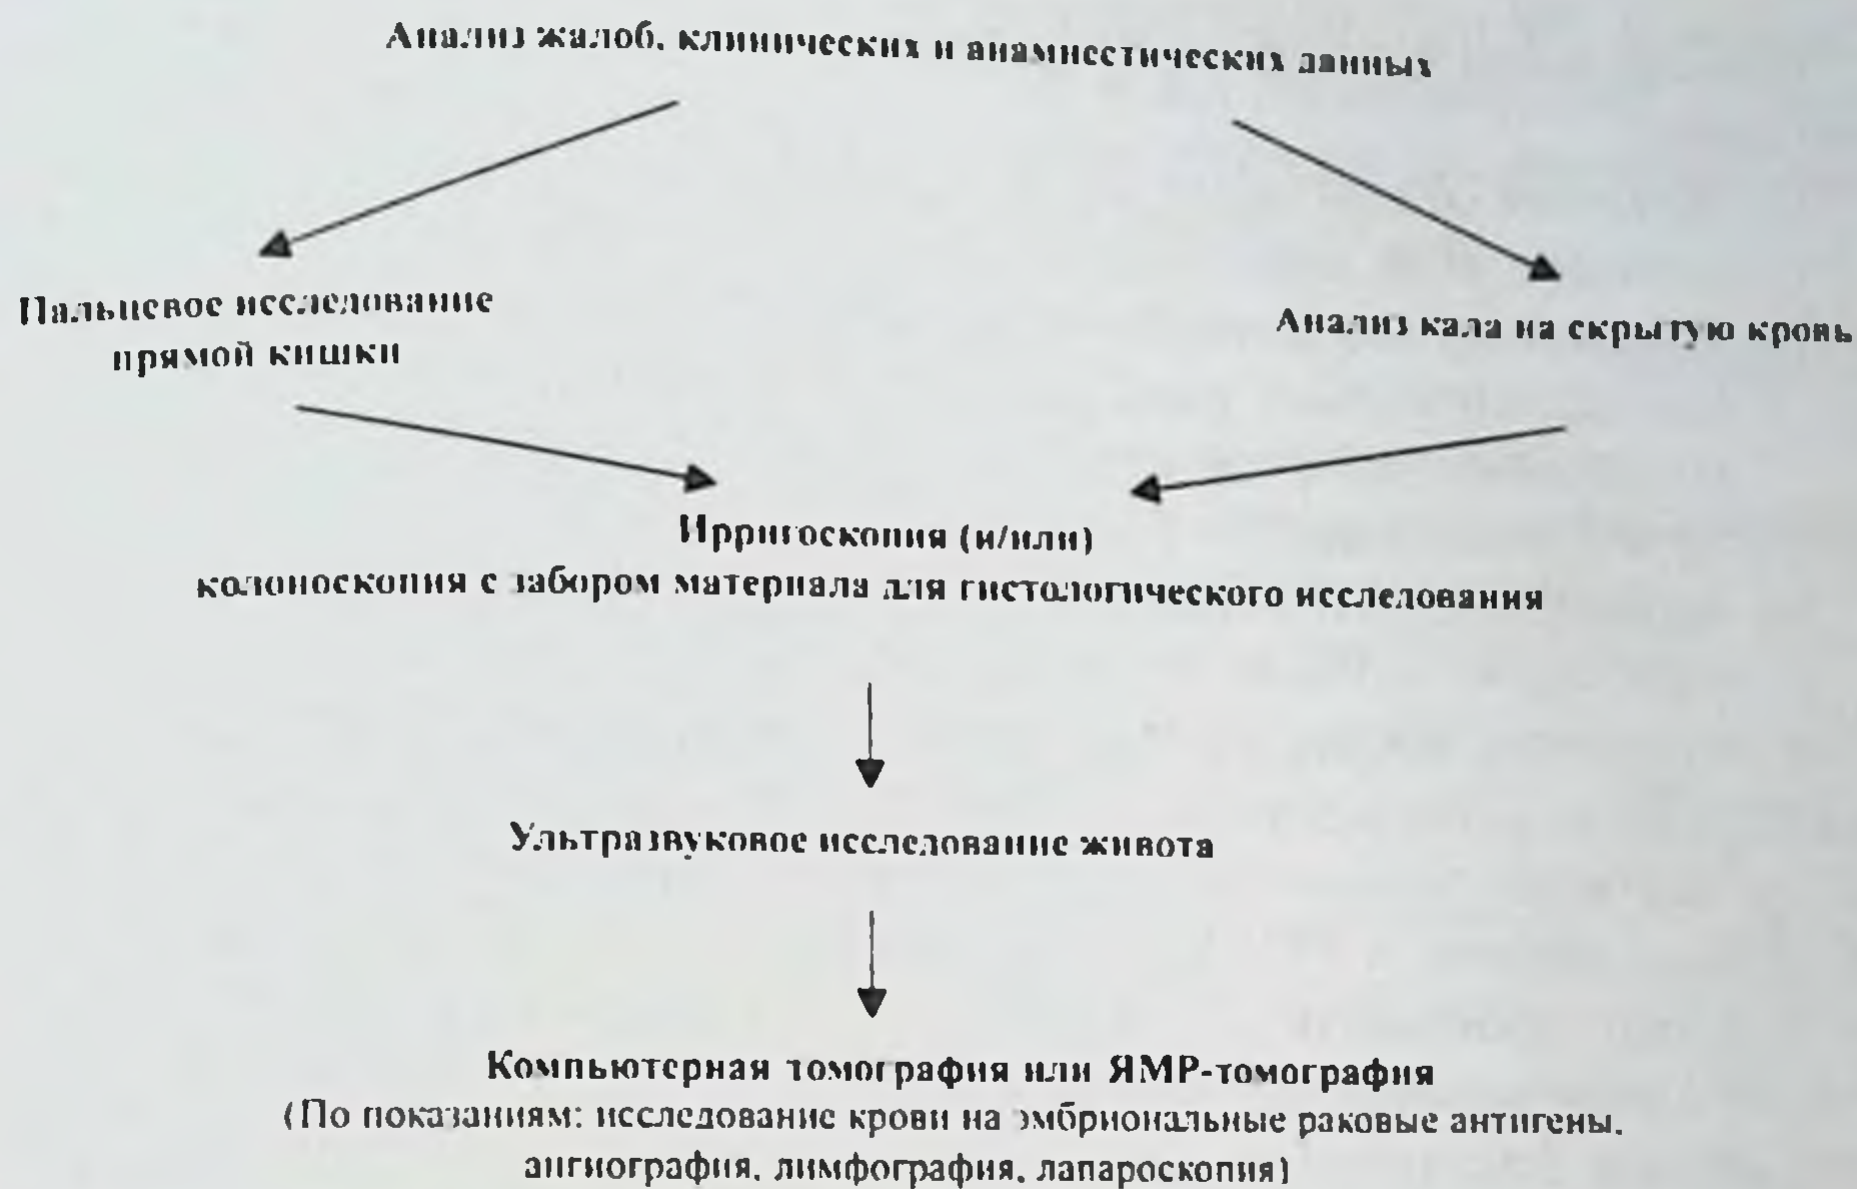 Анализ жалоб, клинических и анамнестических данных
Пальцевое исследование
прямой кишки
Анализ кала на скрытую кровь
Ирригоскопия (и/или)
колоноскопия с забором материала для гистологического исследования
Ультразвуковое исследование живота
Компьютерная томография или ЯМР-томография
(По показаниям: исследование крови на эмбриональные раковые антигены,
ангиография, лимфография, лапароскопия)